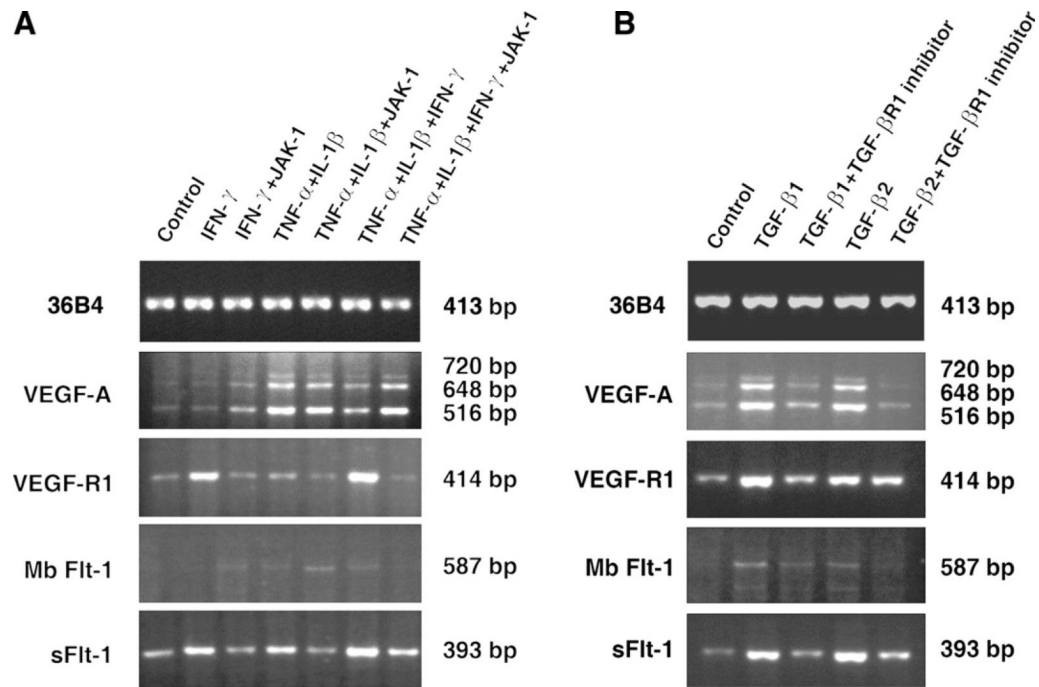 A
Control
IFN-γ
IFN-γ+JAK-1
TNF-α+IL-1β
TNF-α+IL-1β+JAK-1
TNF-α+IL-1β+IFN-γ
TNF-α+IL-1β+IFN-γ+JAK-1
36B4
413 bp
VEGF-A
720 bp
648 bp
516 bp
VEGF-R1
414 bp
Mb Flt-1
587 bp
sFlt-1
393 bp
B
Control
TGF-β1
TGF-β1+TGF-βR1 inhibitor
TGF-β2
TGF-β2+TGF-βR1 inhibitor
36B4
413 bp
VEGF-A
720 bp
648 bp
516 bp
VEGF-R1
414 bp
Mb Flt-1
587 bp
sFlt-1
393 bp